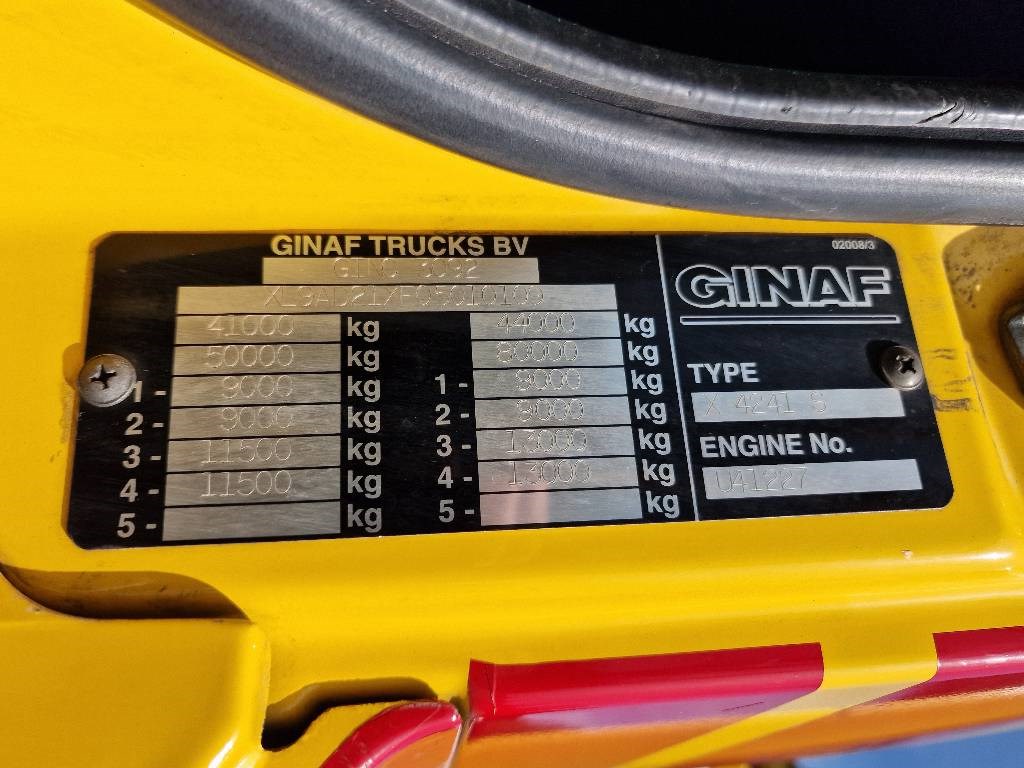 GINAF TRUCKS BV
02008/3
GINAF
41000 kg 44000 kg
50000 kg 80000 kg
1 - 9000 kg 1 - 9000 kg
2 - 9000 kg 2 - 9000 kg
3 - 11500 kg 3 - 13000 kg
4 - 11500 kg 4 - 13000 kg
5 - kg 5 - kg
TYPE
X 4241 S
ENGINE No.
U41227